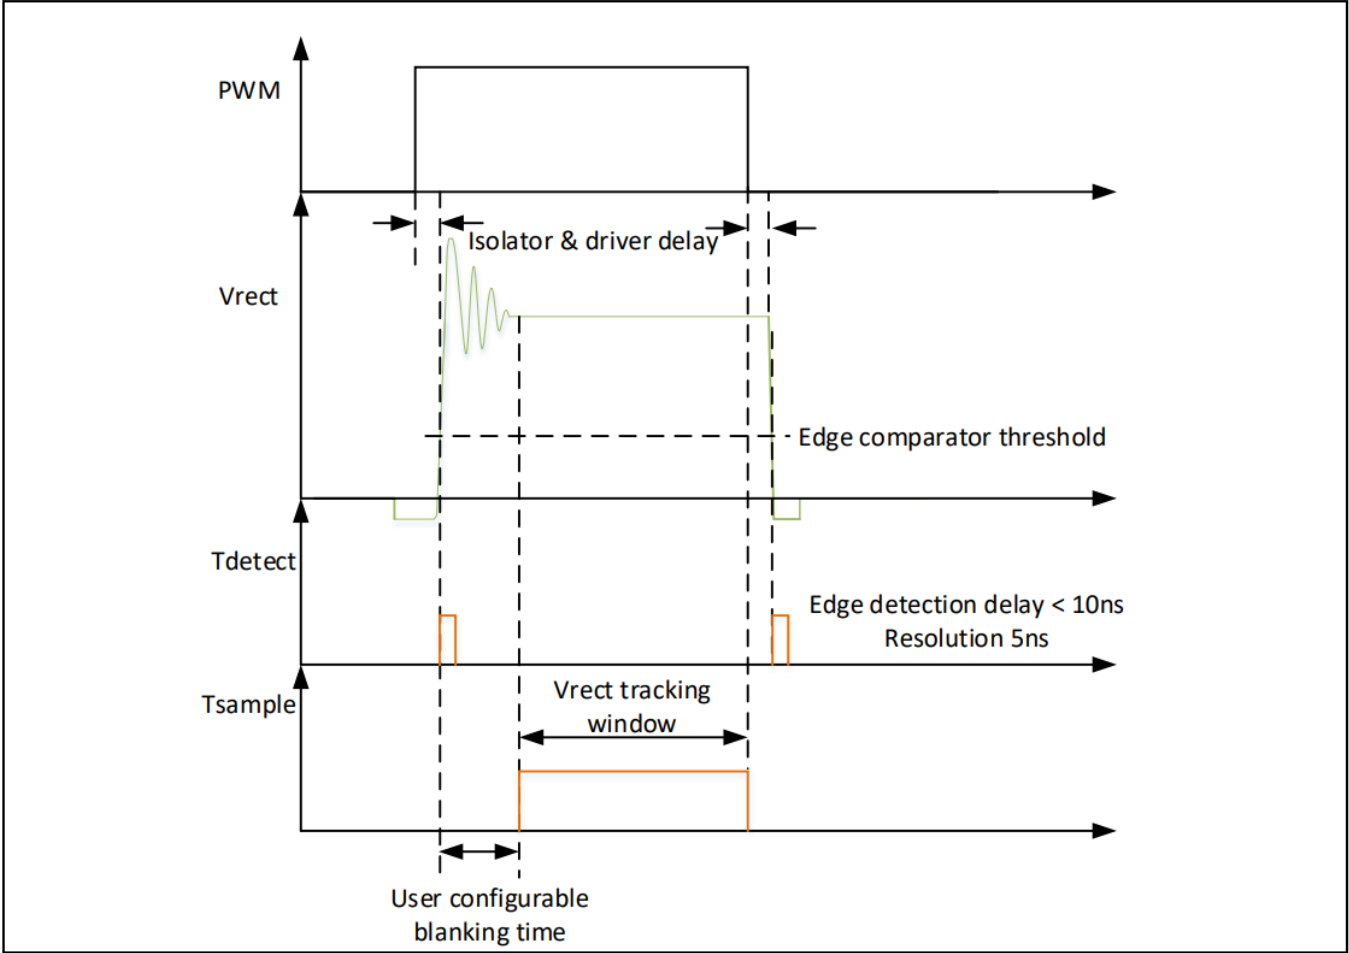 PWM
Isolator & driver delay
Vrect
Edge comparator threshold
Tdetect
Edge detection delay < 10ns
Resolution 5ns
Vrect tracking
window
Tsample
User configurable
blanking time